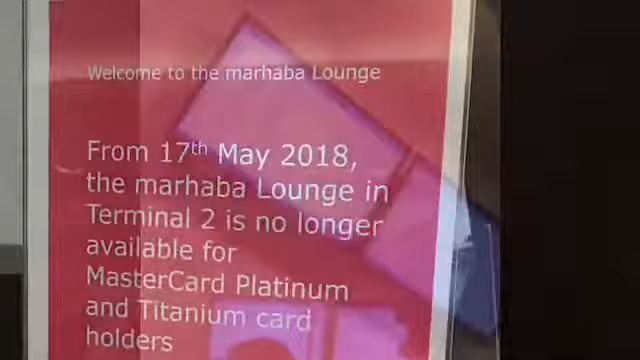 Welcome to the marhaba Lounge
From 17th May 2018,
the marhaba Lounge in
Terminal 2 is no longer
available for
MasterCard Platinum
and Titanium card
holders